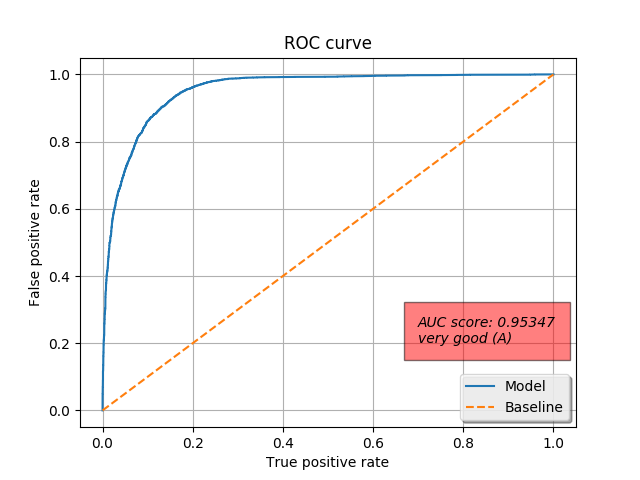 ROC curve
1.0
0.8
0.6
0.4
0.2
0.0
False positive rate
AUC score: 0.95347
very good (A)
Model
Baseline
0.0 0.2 0.4 0.6 0.8 1.0
True positive rate